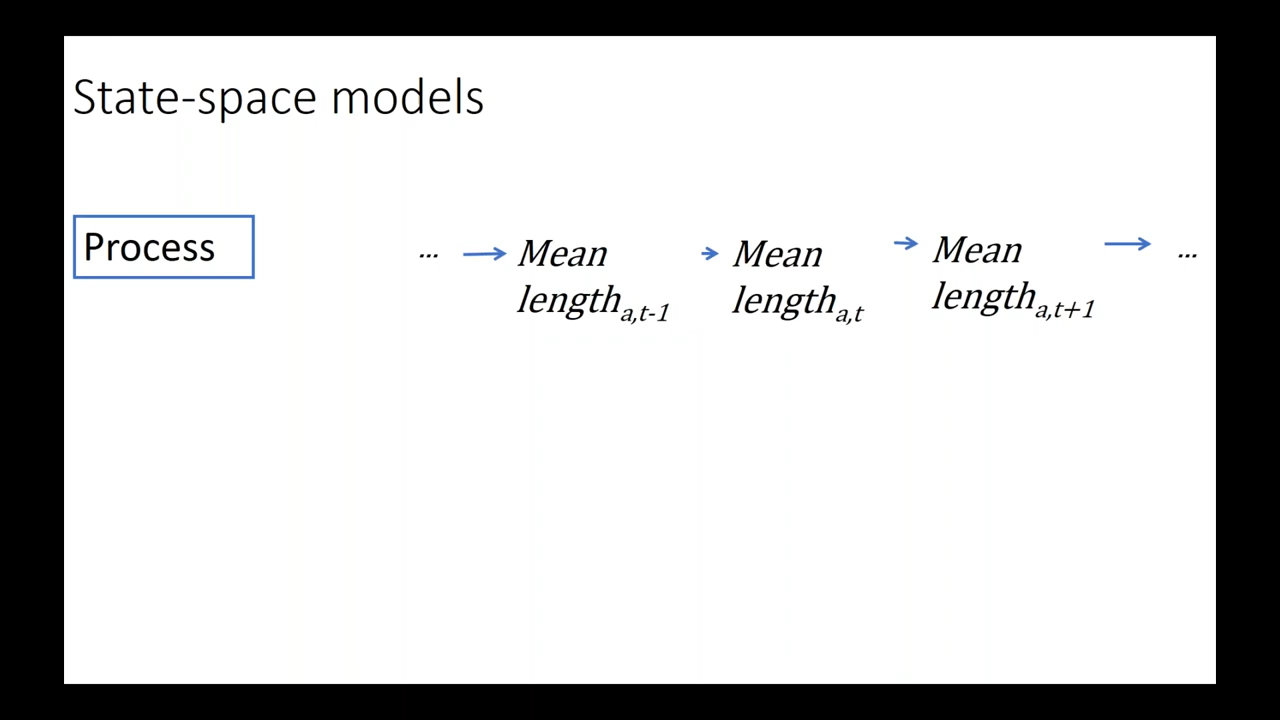 State-space models
Process
... → Mean → Mean → Mean → ...
length a,t-1 length a,t length a,t+1